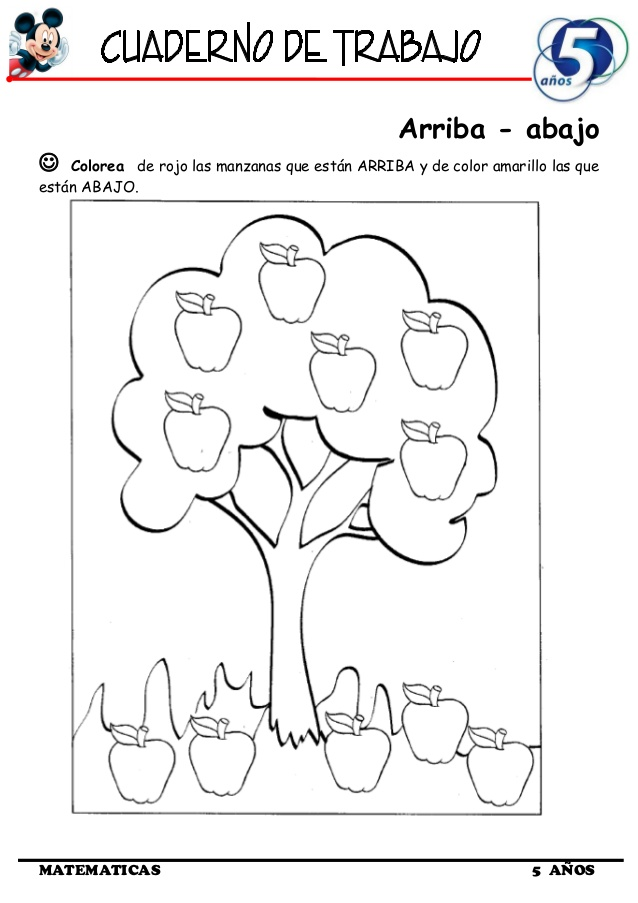 CUADERNO DE TRABAJO
5
años
Arriba - abajo
Colorea de rojo las manzanas que están ARRIBA y de color amarillo las que
están ABAJO.
MATEMATICAS 5 AÑOS